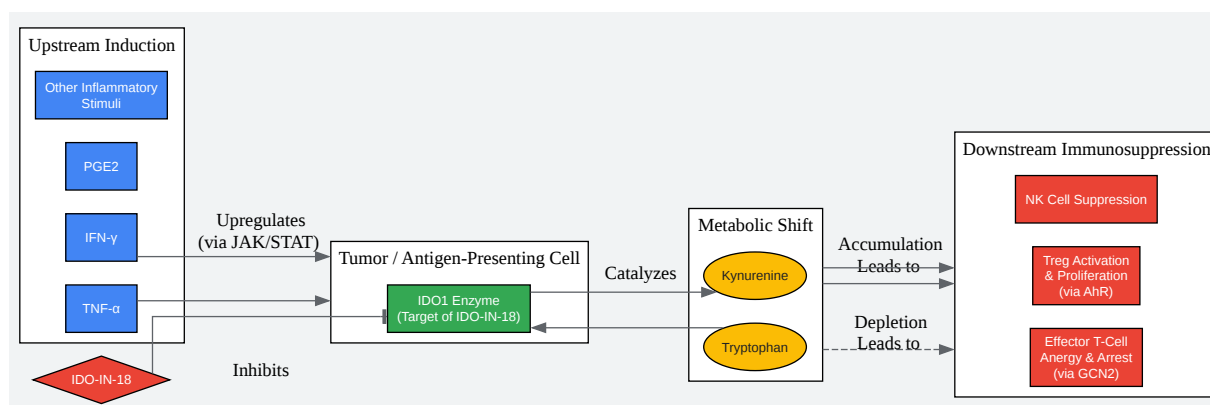 Upstream Induction
Other Inflammatory
Stimuli
PGE2
IFN-γ
TNF-α
IDO-IN-18
Upregulates
(via JAK/STAT)
Inhibits
Tumor / Antigen-Presenting Cell
IDO1 Enzyme
(Target of IDO-IN-18)
Catalyzes
Metabolic Shift
Kynurenine
Tryptophan
Accumulation
Leads to
Depletion
Leads to
Downstream Immunosuppression
NK Cell Suppression
Treg Activation
& Proliferation
(via AhR)
Effector T-Cell
Anergy & Arrest
(via GCN2)